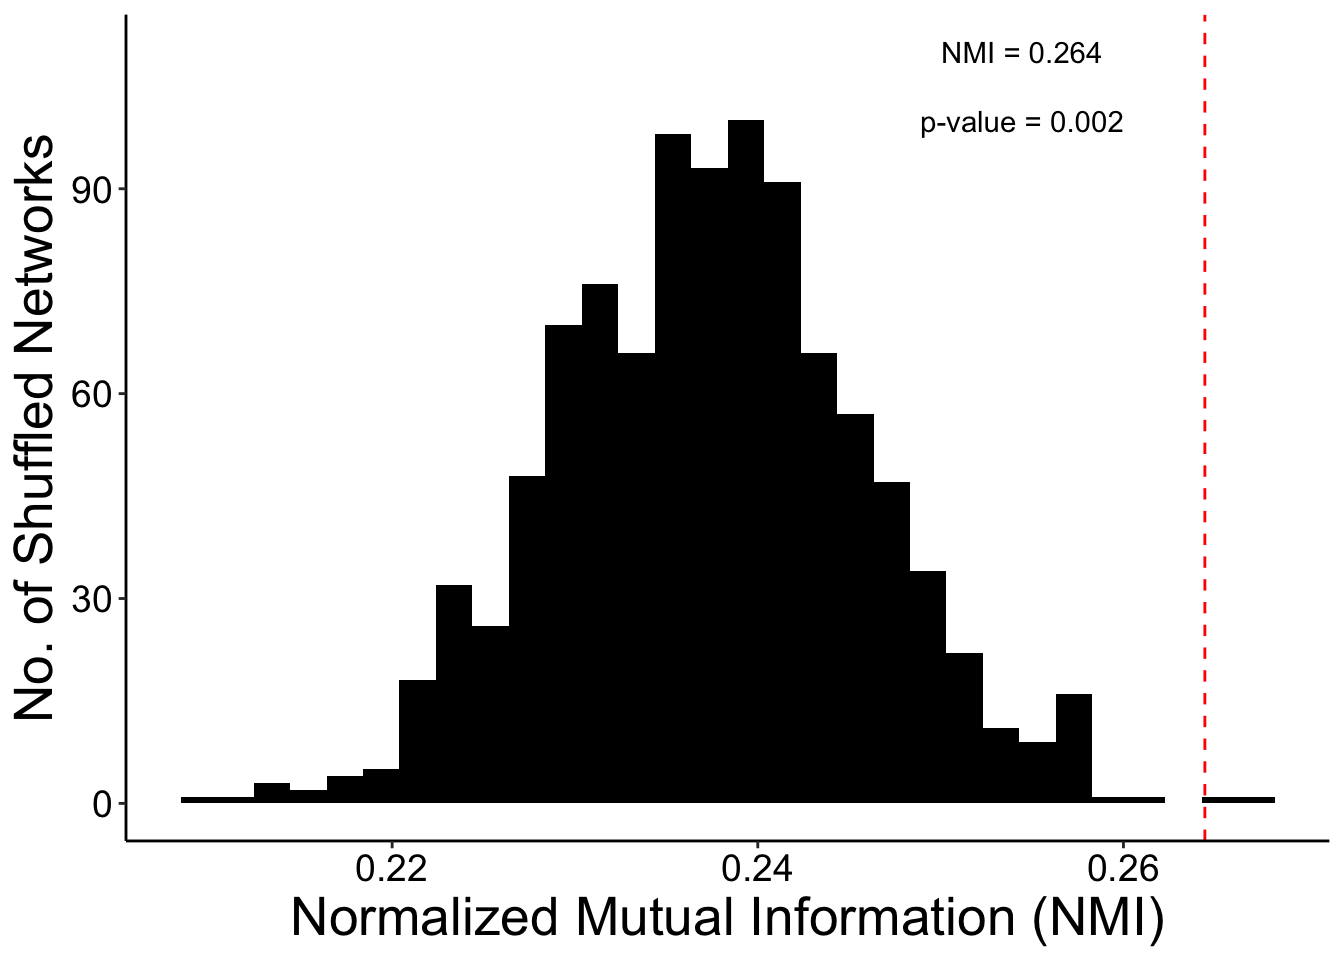 NMI = 0.264
p-value = 0.002
No. of Shuffled Networks
90
60
30
0
0.22
0.24
0.26
Normalized Mutual Information (NMI)